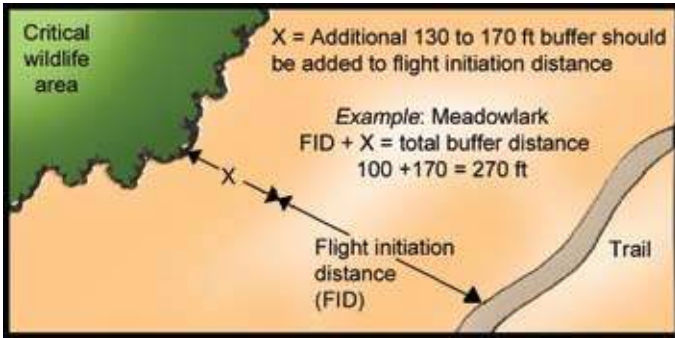 Critical
wildlife
area
X = Additional 130 to 170 ft buffer should
be added to flight initiation distance
Example: Meadowlark
FID + X = total buffer distance
100 +170 = 270 ft
X
Flight initiation
distance
(FID)
Trail